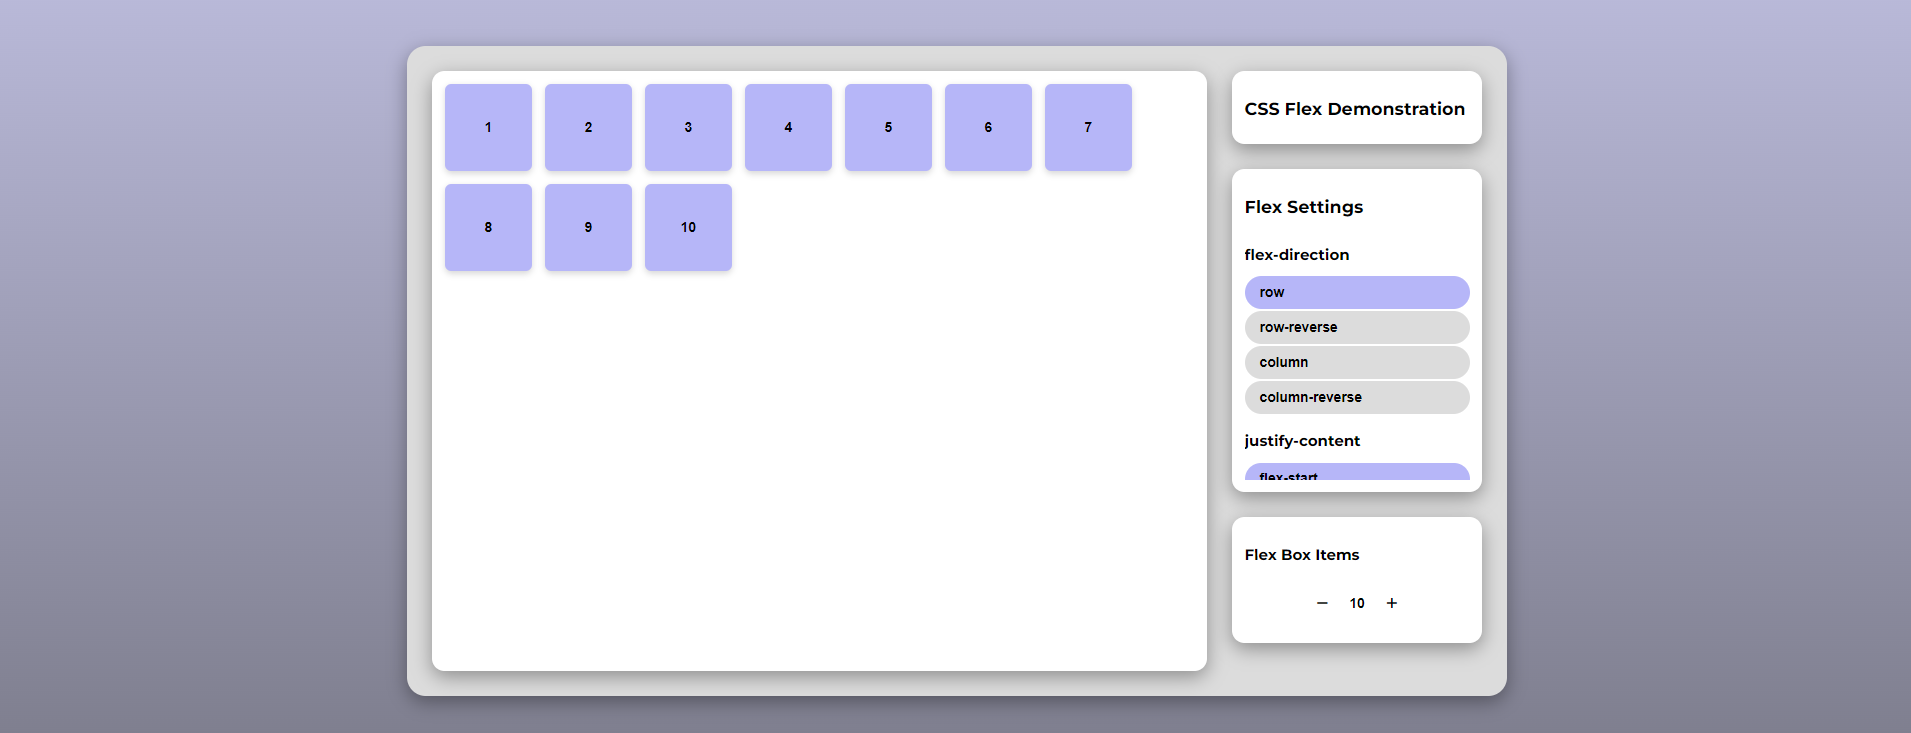 1 2 3 4 5 6 7
8 9 10
CSS Flex Demonstration
Flex Settings
flex-direction
row
row-reverse
column
column-reverse
justify-content
flex-start
Flex Box Items
− 10 +